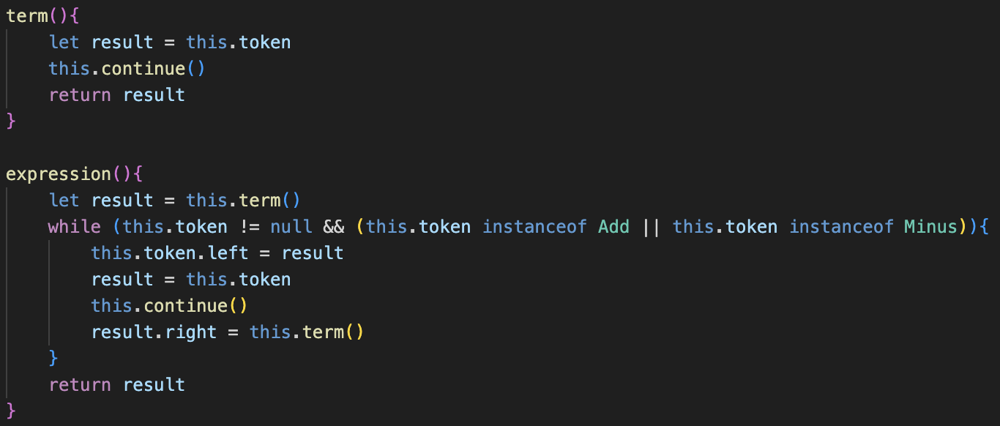 term(){
    let result = this.token
    this.continue()
    return result
}
expression(){
    let result = this.term()
    while (this.token != null && (this.token instanceof Add || this.token instanceof Minus)){
        this.token.left = result
        result = this.token
        this.continue()
        result.right = this.term()
    }
    return result
}